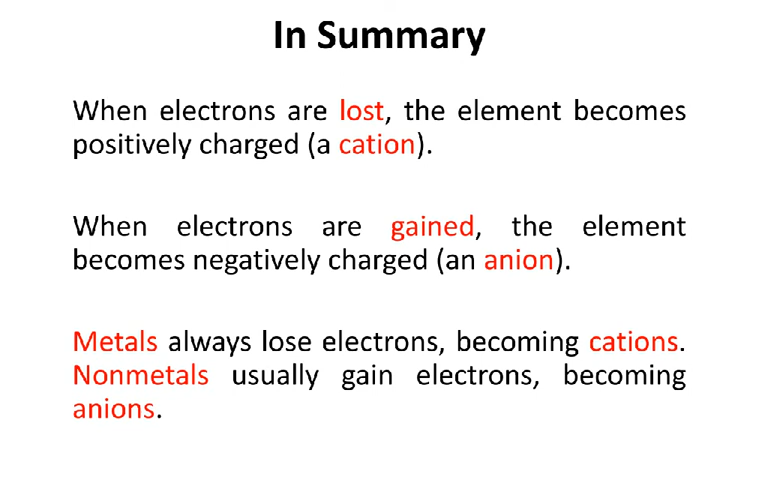 In Summary
When electrons are lost, the element becomes
positively charged (a cation).
When electrons are gained, the element
becomes negatively charged (an anion).
Metals always lose electrons, becoming cations.
Nonmetals usually gain electrons, becoming
anions.